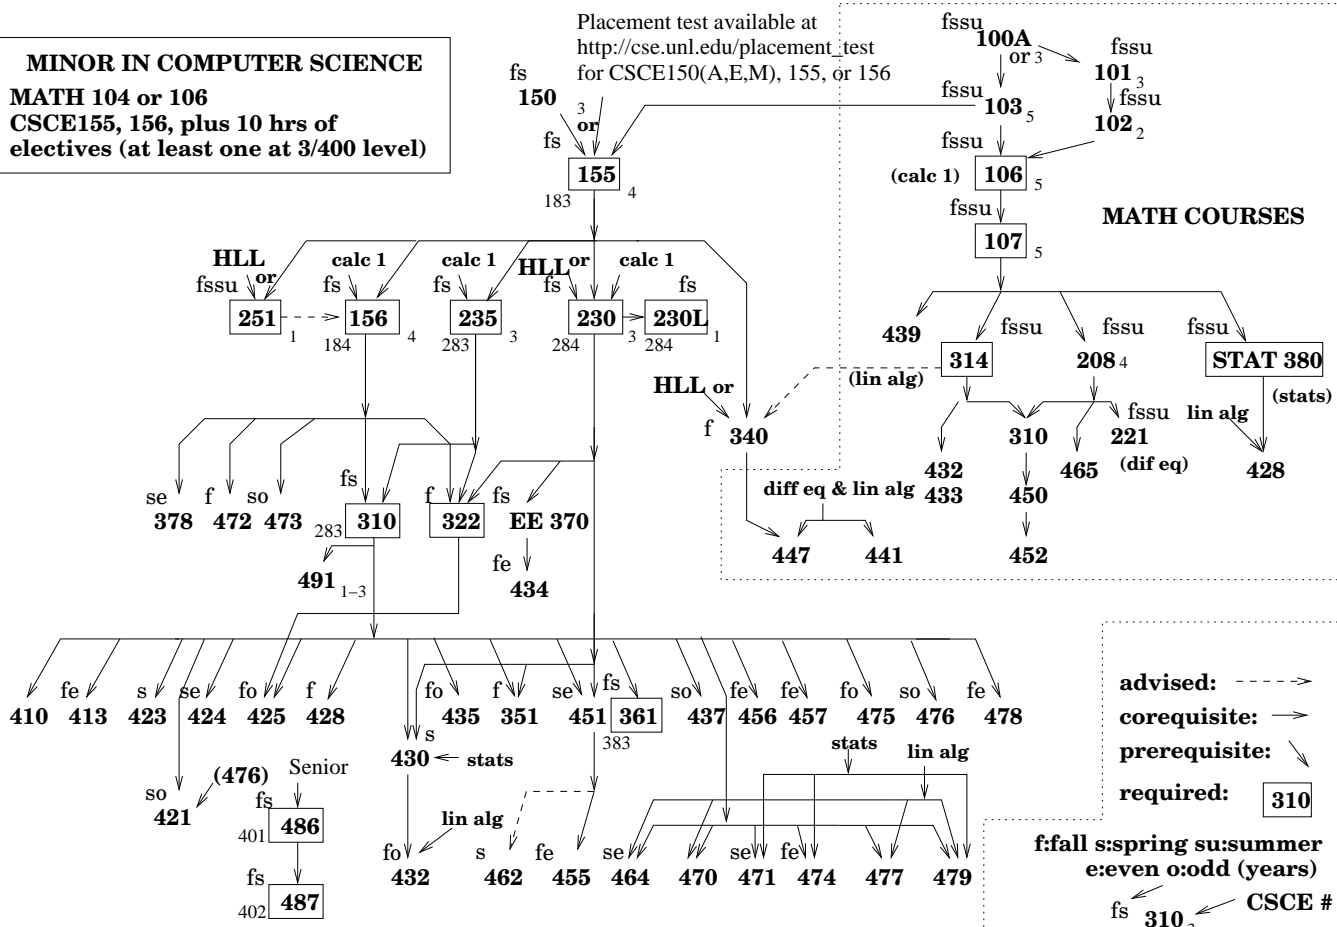 Placement test available at
http://cse.unl.edu/placement_test
for CSCE150(A,E,M), 155, or 156
MINOR IN COMPUTER SCIENCE
MATH 104 or 106
CSCE155, 156, plus 10 hrs of
electives (at least one at 3/400 level)
fs
150
3
or
fs
155
183
4
fssu
100A
or 3
fssu
101 3
fssu
103 5
fssu
102 2
fssu
(calc 1)
106 5
fssu
107 5
MATH COURSES
HLL
or
fssu
251
1
calc 1
fs
156
184
4
calc 1
fs
235
283
3
HLL or
calc 1
fs
230
284
3
fs
230L
284
1
439
fssu
314
(lin alg)
fssu
208 4
fssu
STAT 380
(stats)
HLL or
f
340
432
433
310
465
fssu
221
(dif eq)
lin alg
428
450
452
diff eq & lin alg
447
441
se
378
f
472
so
473
fs
310
283
f
322
fs
EE 370
491 1–3
fe
434
410
fe
413
s
423
se
424
fo
425
f
428
fo
435
f
351
se
451
fs
361
383
so
437
fe
456
fe
457
fo
475
so
476
fe
478
s
430
stats
stats
lin alg
(476)
so
421
Senior
fs
486
401
fs
487
402
lin alg
fo
432
s
462
fe
455
se
464
470
se
471
fe
474
477
479
advised:
corequisite:
prerequisite:
required:
310
f:fall s:spring su:summer
e:even o:odd (years)
fs
310
CSCE #